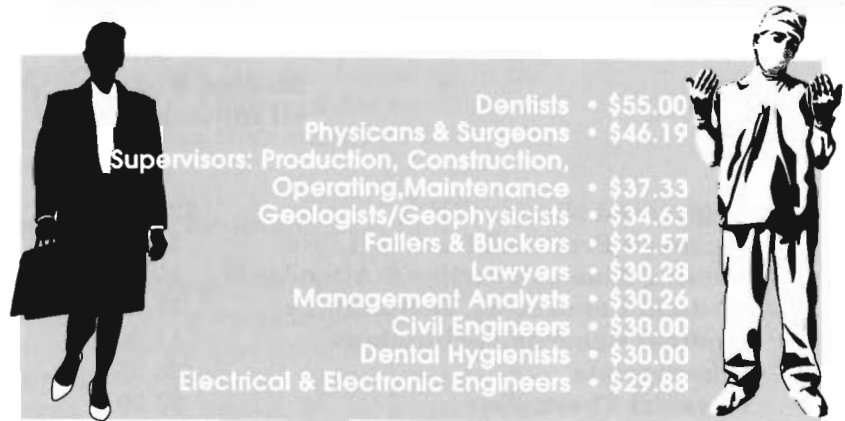 Dentists • $55.00
Physicans & Surgeons • $46.19
Supervisors: Production, Construction,
Operating,Maintenance • $37.33
Geologists/Geophysicists • $34.63
Fallers & Buckers • $32.57
Lawyers • $30.28
Management Analysts • $30.26
Civil Engineers • $30.00
Dental Hygienists • $30.00
Electrical & Electronic Engineers • $29.88